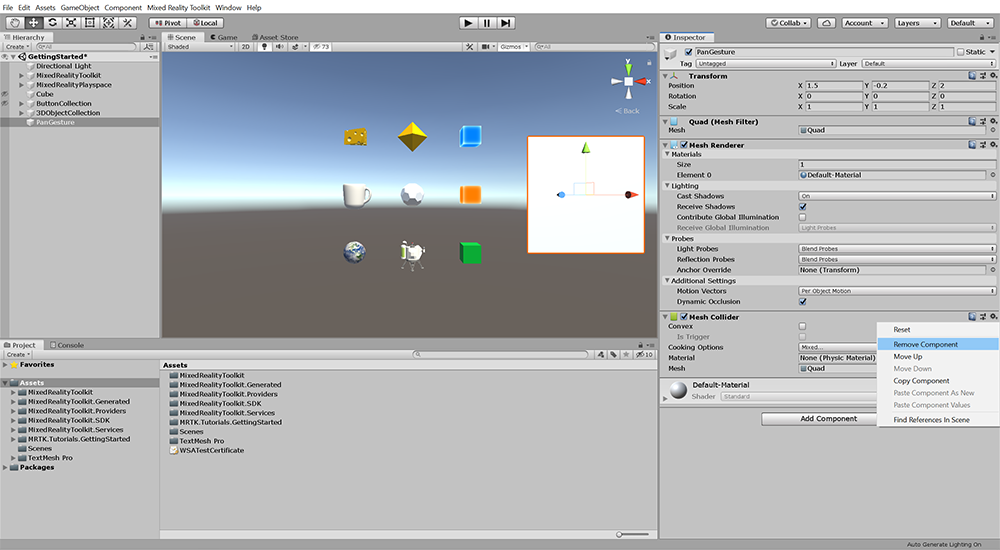 File Edit Assets GameObject Component Mixed Reality Toolkit Window Help
Pivot Local Collab Account Layers Default
Hierarchy
Create All
GettingStarted*
Directional Light
MixedRealityToolkit
MixedRealityPlayspace
Cube
ButtonCollection
3DObjectCollection
PanGesture
Scene Game Asset Store
Shaded 2D 73 Gizmos All
Y
X
Back
Inspector
PanGesture Static
Tag Untagged Layer Default
Transform
Position X 1.5 Y -0.2 Z 2
Rotation X 0 Y 0 Z 0
Scale X 1 Y 1 Z 1
Quad (Mesh Filter)
Mesh Quad
Mesh Renderer
Materials
Size 1
Element 0 Default-Material
Lighting
Cast Shadows On
Receive Shadows
Contribute Global Illumination
Receive Global Illumination Light Probes
Probes
Light Probes Blend Probes
Reflection Probes Blend Probes
Anchor Override None (Transform)
Additional Settings
Motion Vectors Per Object Motion
Dynamic Occlusion
Mesh Collider
Convex
Is Trigger
Cooking Options Mixed...
Material None (Physic Material)
Mesh Quad
Default-Material
Shader Standard
Add Component
Reset
Remove Component
Move Up
Move Down
Copy Component
Paste Component As New
Paste Component Values
Find References In Scene
Project Console
Create 10
Favorites
Assets
MixedRealityToolkit
MixedRealityToolkit.Generated
MixedRealityToolkit.Providers
MixedRealityToolkit.SDK
MixedRealityToolkit.Services
MRTK.Tutorials.GettingStarted
Scenes
TextMesh Pro
Packages
Assets
MixedRealityToolkit
MixedRealityToolkit.Generated
MixedRealityToolkit.Providers
MixedRealityToolkit.SDK
MixedRealityToolkit.Services
MRTK.Tutorials.GettingStarted
Scenes
TextMesh Pro
WSATestCertificate
Auto Generate Lighting On